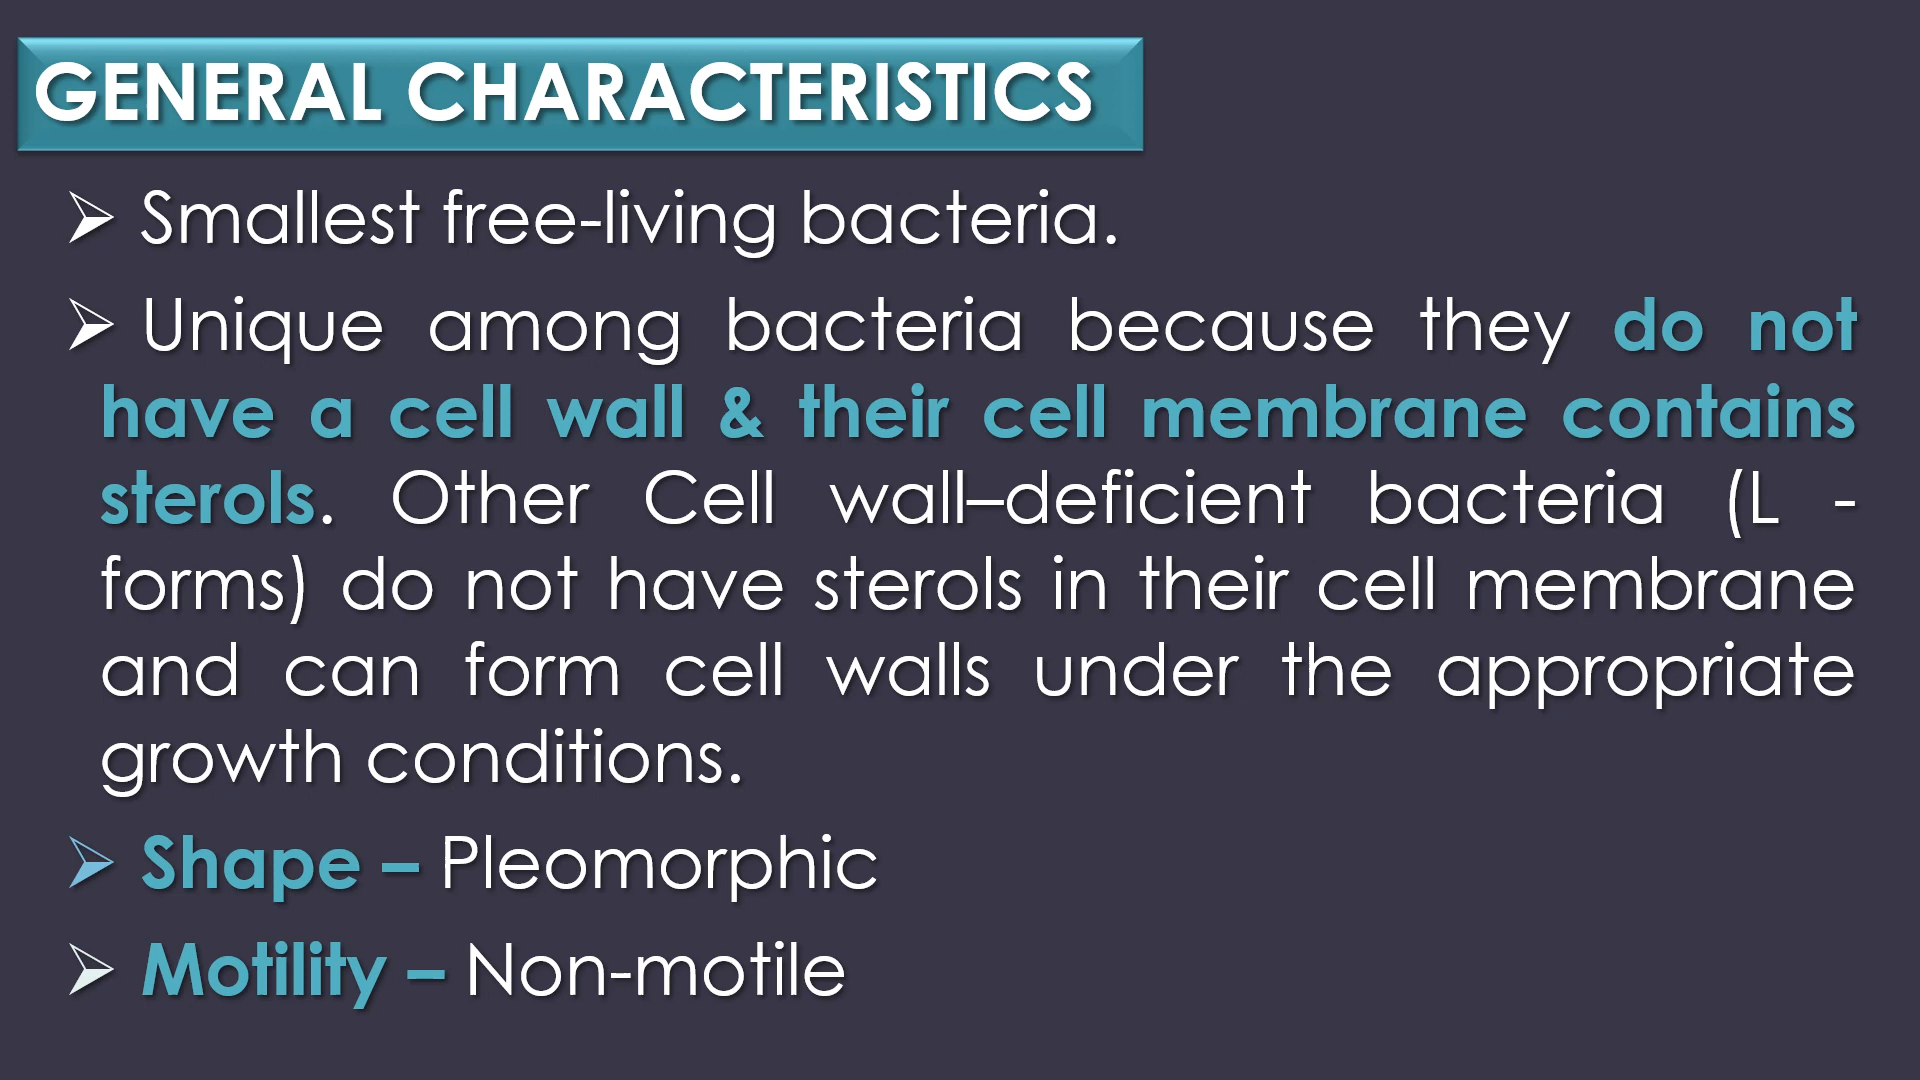 GENERAL CHARACTERISTICS
➢ Smallest free-living bacteria.
➢ Unique among bacteria because they do not
have a cell wall & their cell membrane contains
sterols. Other Cell wall–deficient bacteria (L -
forms) do not have sterols in their cell membrane
and can form cell walls under the appropriate
growth conditions.
➢ Shape – Pleomorphic
➢ Motility – Non-motile